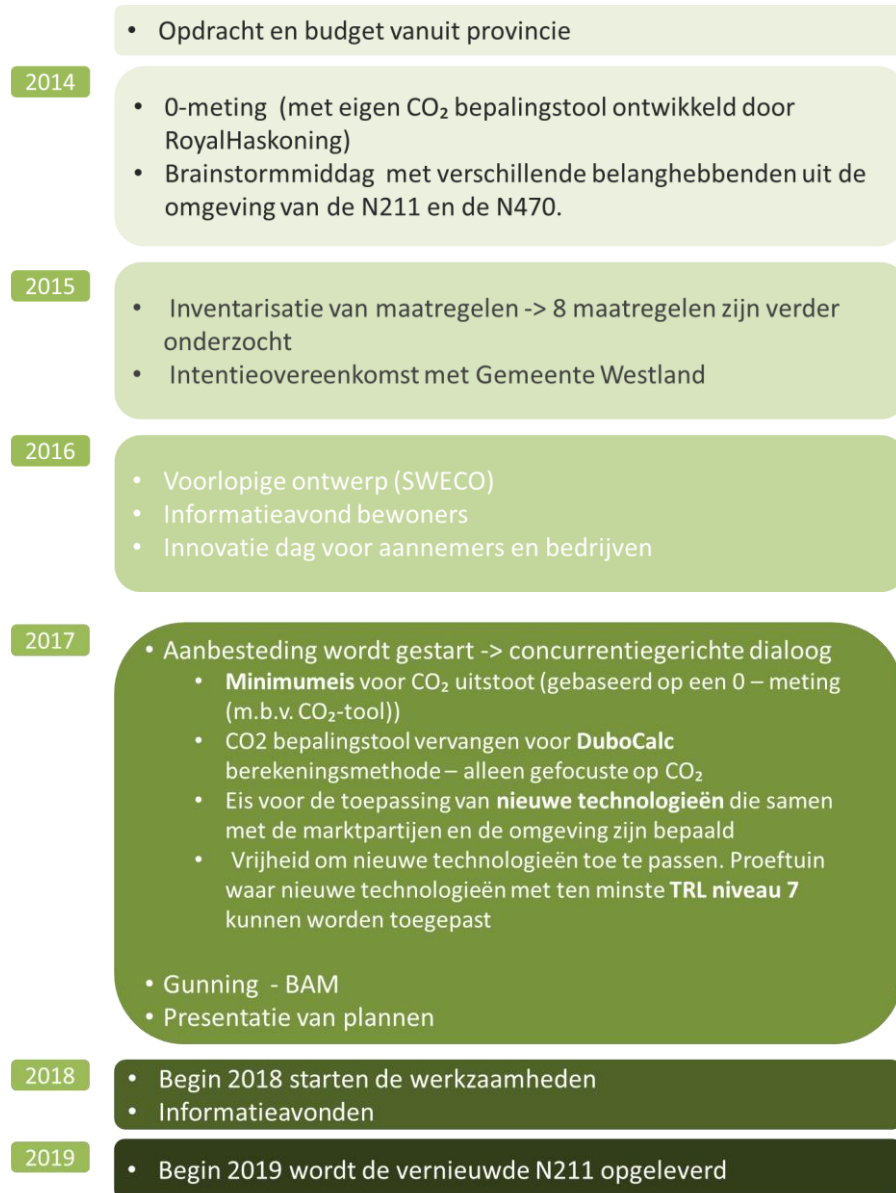 • Opdracht en budget vanuit provincie
2014
• 0-meting (met eigen CO₂ bepalingstool ontwikkeld door
RoyalHaskoning)
• Brainstormmiddag met verschillende belanghebbenden uit de
omgeving van de N211 en de N470.
2015
• Inventarisatie van maatregelen -> 8 maatregelen zijn verder
onderzocht
• Intentieovereenkomst met Gemeente Westland
2016
• Voorlopige ontwerp (SWECO)
• Informatieavond bewoners
• Innovatie dag voor aannemers en bedrijven
2017
• Aanbesteding wordt gestart -> concurrentiegerichte dialoog
• Minimumeis voor CO₂ uitstoot (gebaseerd op een 0 – meting
(m.b.v. CO₂-tool))
• CO2 bepalingstool vervangen voor DuboCalc
berekeningsmethode – alleen gefocuste op CO₂
• Eis voor de toepassing van nieuwe technologieën die samen
met de marktpartijen en de omgeving zijn bepaald
• Vrijheid om nieuwe technologieën toe te passen. Proeftuin
waar nieuwe technologieën met ten minste TRL niveau 7
kunnen worden toegepast
• Gunning - BAM
• Presentatie van plannen
2018
• Begin 2018 starten de werkzaamheden
• Informatieavonden
2019
• Begin 2019 wordt de vernieuwde N211 opgeleverd